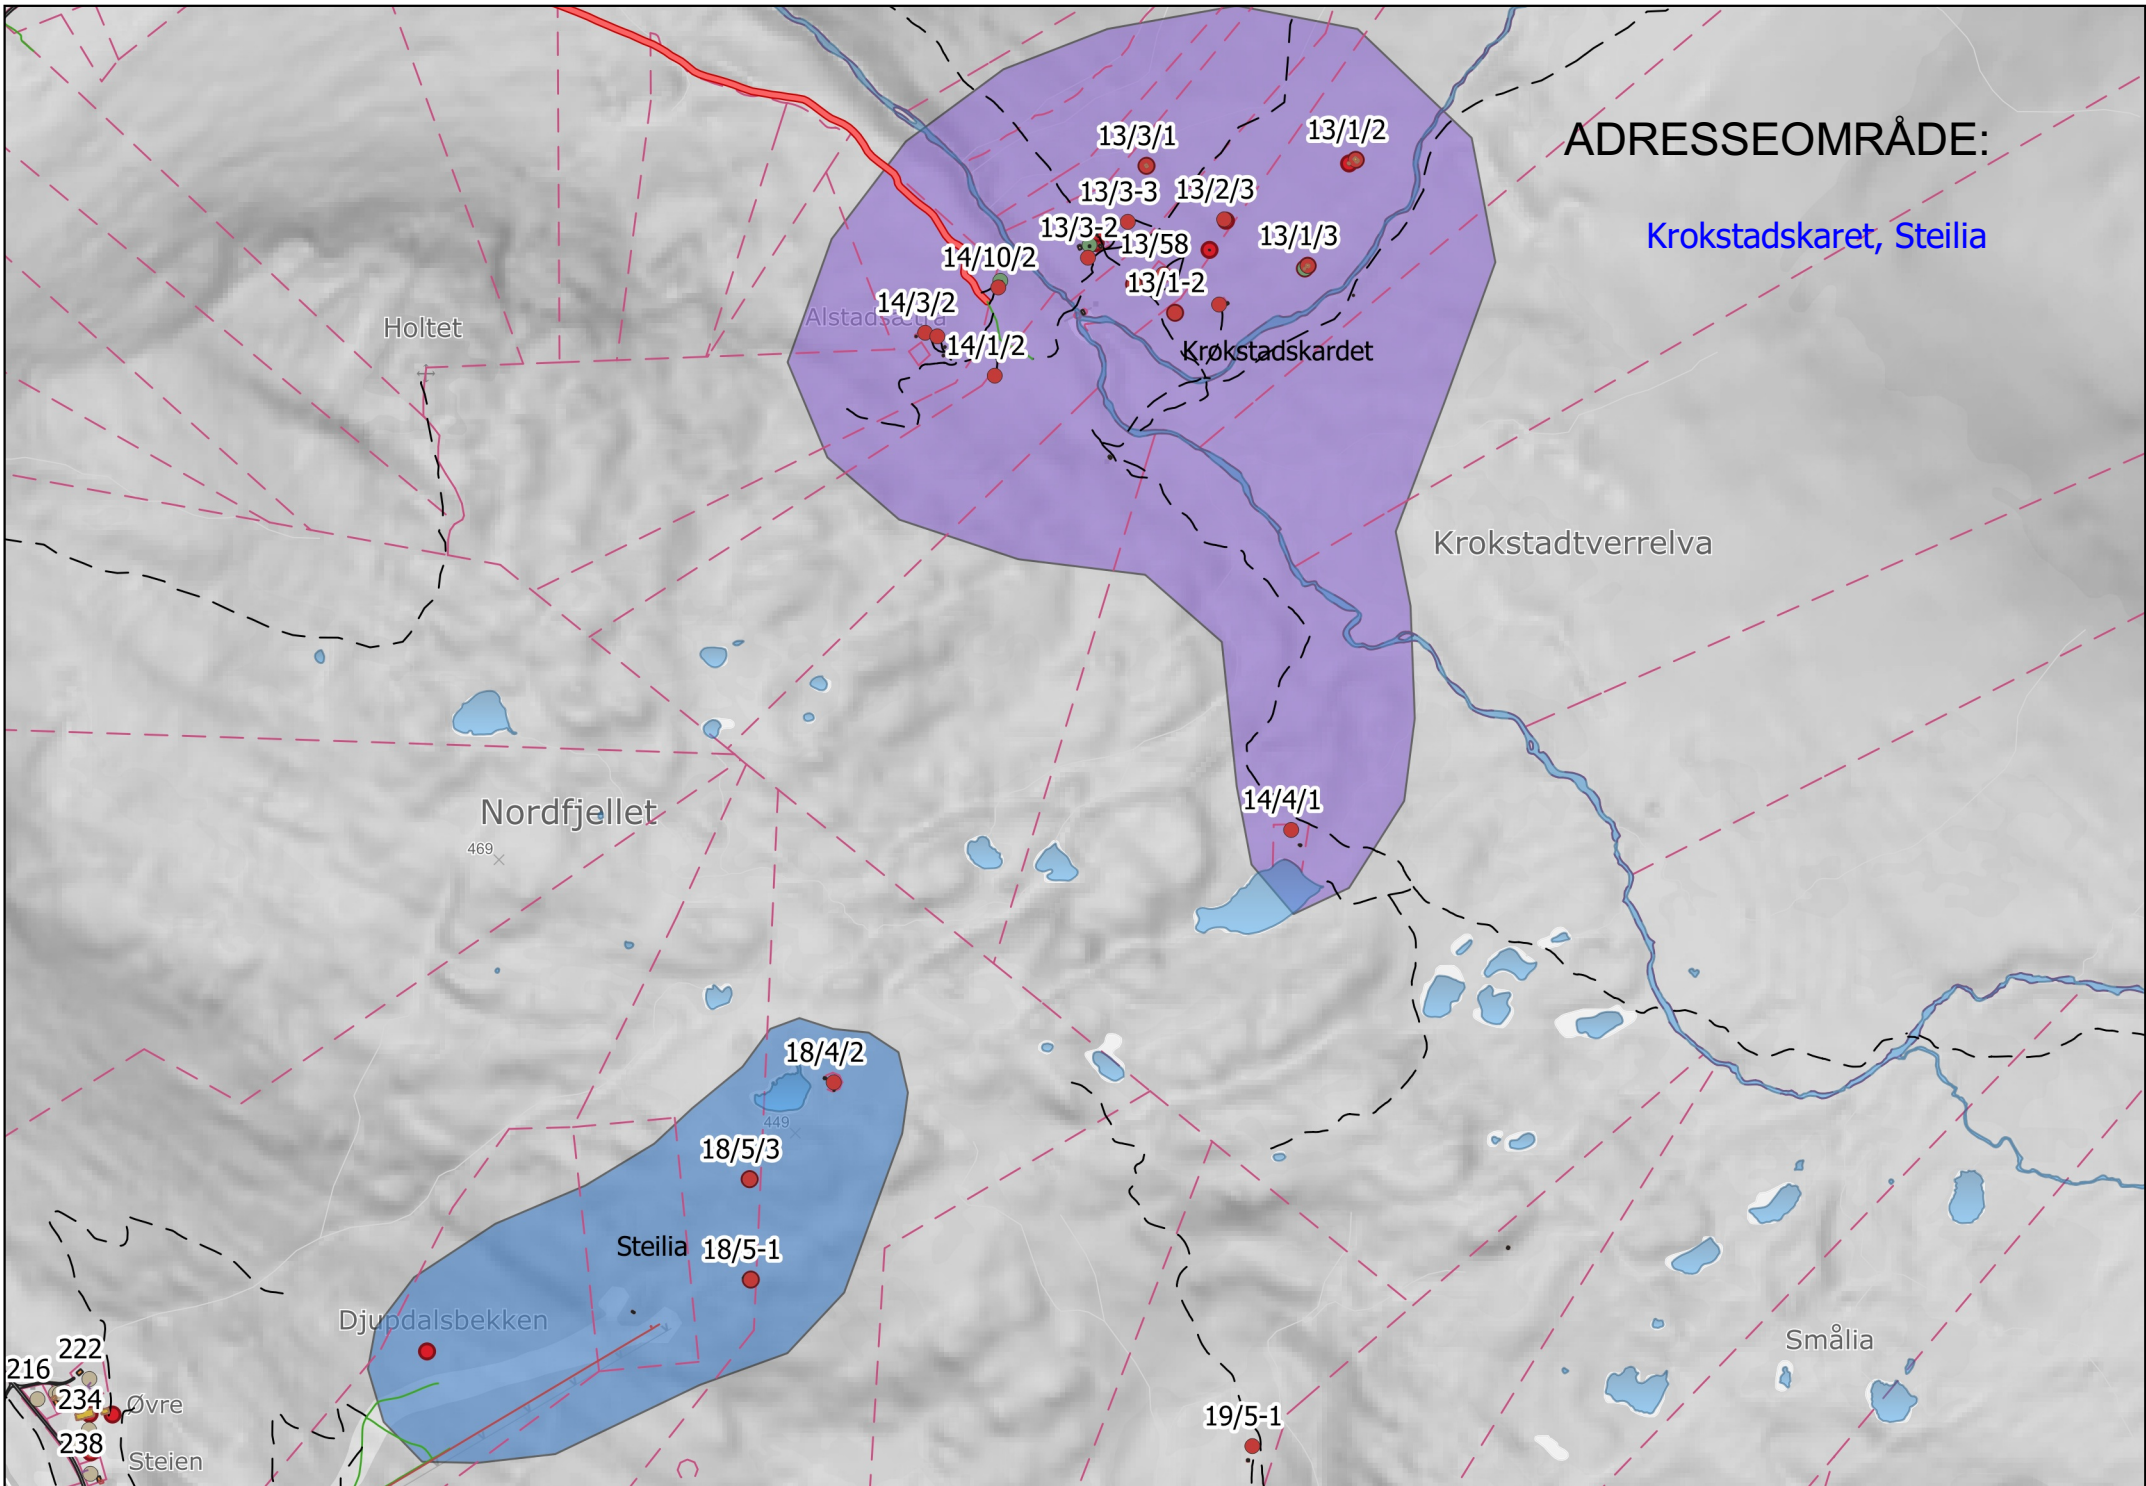 ADRESSEOMRÅDE:
Krokstadskaret, Steilia
13/3/1
13/1/2
13/3-3
13/2/3
13/3-2
13/58
13/1/3
14/10/2
13/1-2
14/3/2
Alstadsætra
Holtet
14/1/2
Krokstadskardet
Krokstadtverrelva
14/4/1
Nordfjellet
469
18/4/2
449
18/5/3
Steilia
18/5-1
Djupdalsbekken
Smålia
222
216
234
Øvre
19/5-1
238
Steien